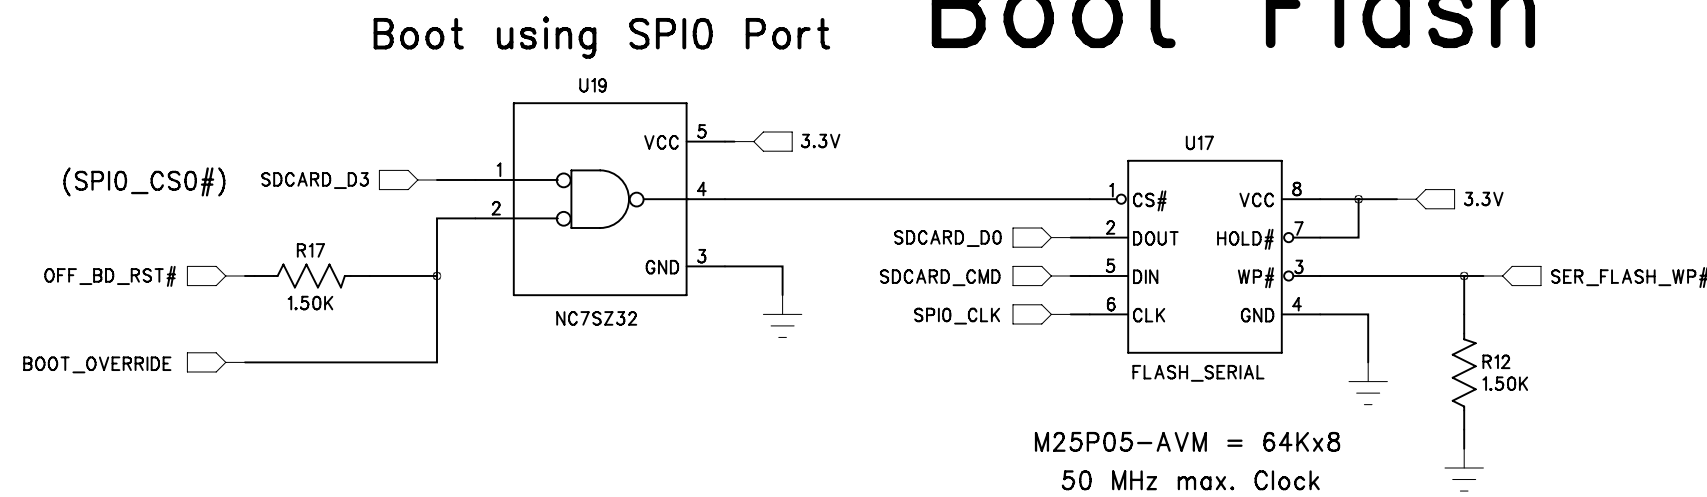 Boot Flash
Boot using SPI0 Port
U19
VCC 5 3.3V
(SPI0_CS0#) SDCARD_D3 1
4
2
GND 3
NC7SZ32
R17
OFF_BD_RST#
1.50K
BOOT_OVERRIDE
U17
1 CS# VCC 8 3.3V
SDCARD_D0 2 DOUT HOLD# 7
SDCARD_CMD 5 DIN WP# 3 SER_FLASH_WP#
SPI0_CLK 6 CLK GND 4
FLASH_SERIAL
R12
1.50K
M25P05-AVM = 64Kx8
50 MHz max. Clock